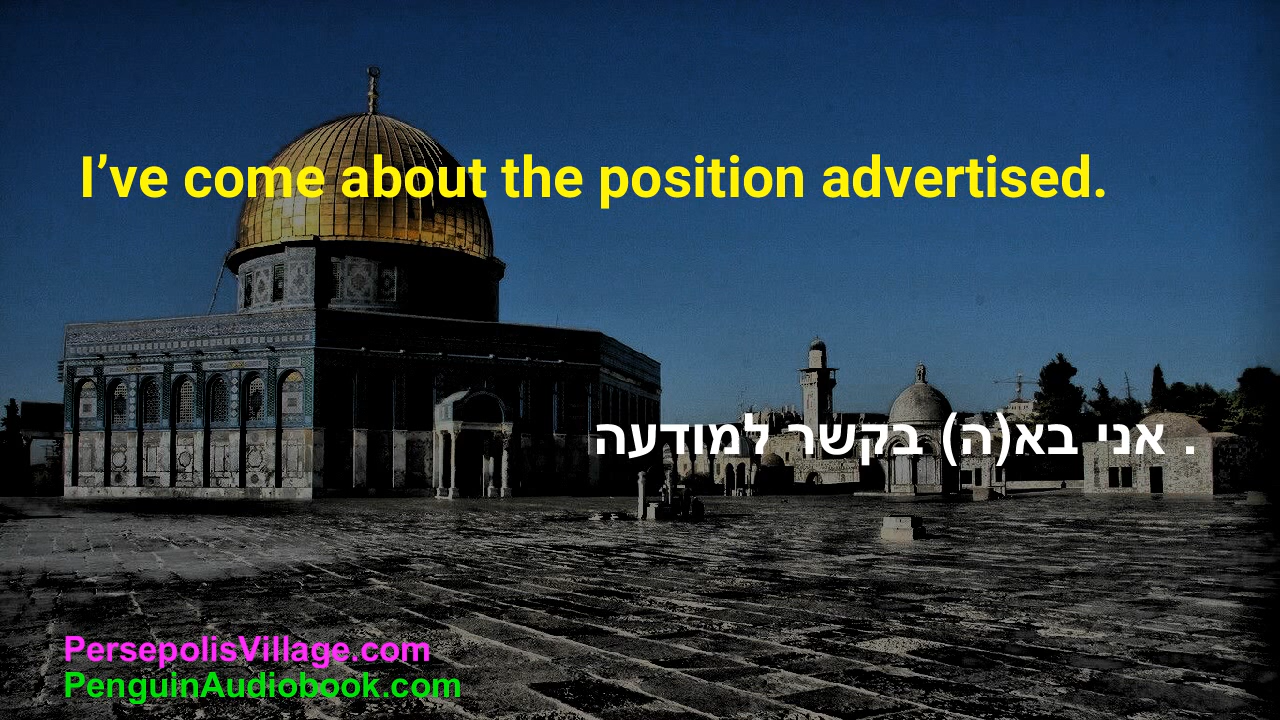 I’ve come about the position advertised.
אני בא(ה) בקשר למודעה .
PersepolisVillage.com
PenguinAudiobook.com